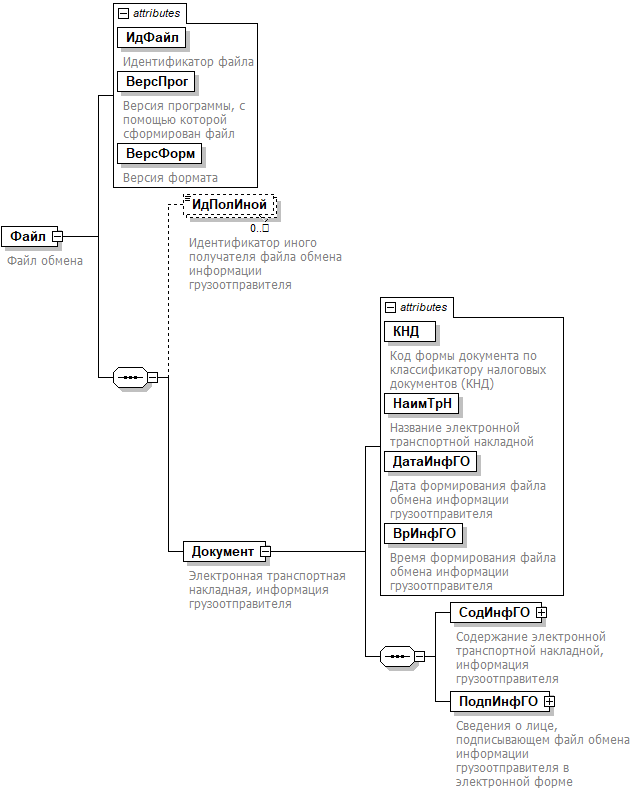 attributes
ИдФайл
Идентификатор файла
ВерсПрог
Версия программы, с
помощью которой
сформирован файл
ВерсФорм
Версия формата
Файл
Файл обмена
ИдПолИной
0..□
Идентификатор иного
получателя файла обмена
информации
грузоотправителя
Документ
Электронная транспортная
накладная, информация
грузоотправителя
attributes
КНД
Код формы документа по
классификатору налоговых
документов (КНД)
НаимТрН
Название электронной
транспортной накладной
ДатаИнфГО
Дата формирования файла
обмена информации
грузоотправителя
ВрИнфГО
Время формирования файла
обмена информации
грузоотправителя
СодИнфГО
Содержание электронной
транспортной накладной,
информация
грузоотправителя
ПодпИнфГО
Сведения о лице,
подписывающем файл обмена
информации
грузоотправителя в
электронной форме